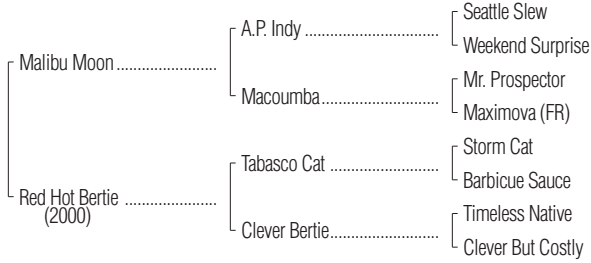 Seattle Slew
A.P. Indy ..............................
Weekend Surprise
Malibu Moon ........................
Mr. Prospector
Macoumba............................
Maximova (FR)
Storm Cat
Tabasco Cat ..........................
Barbicue Sauce
Red Hot Bertie ......................
(2000)
Timeless Native
Clever Bertie..........................
Clever But Costly